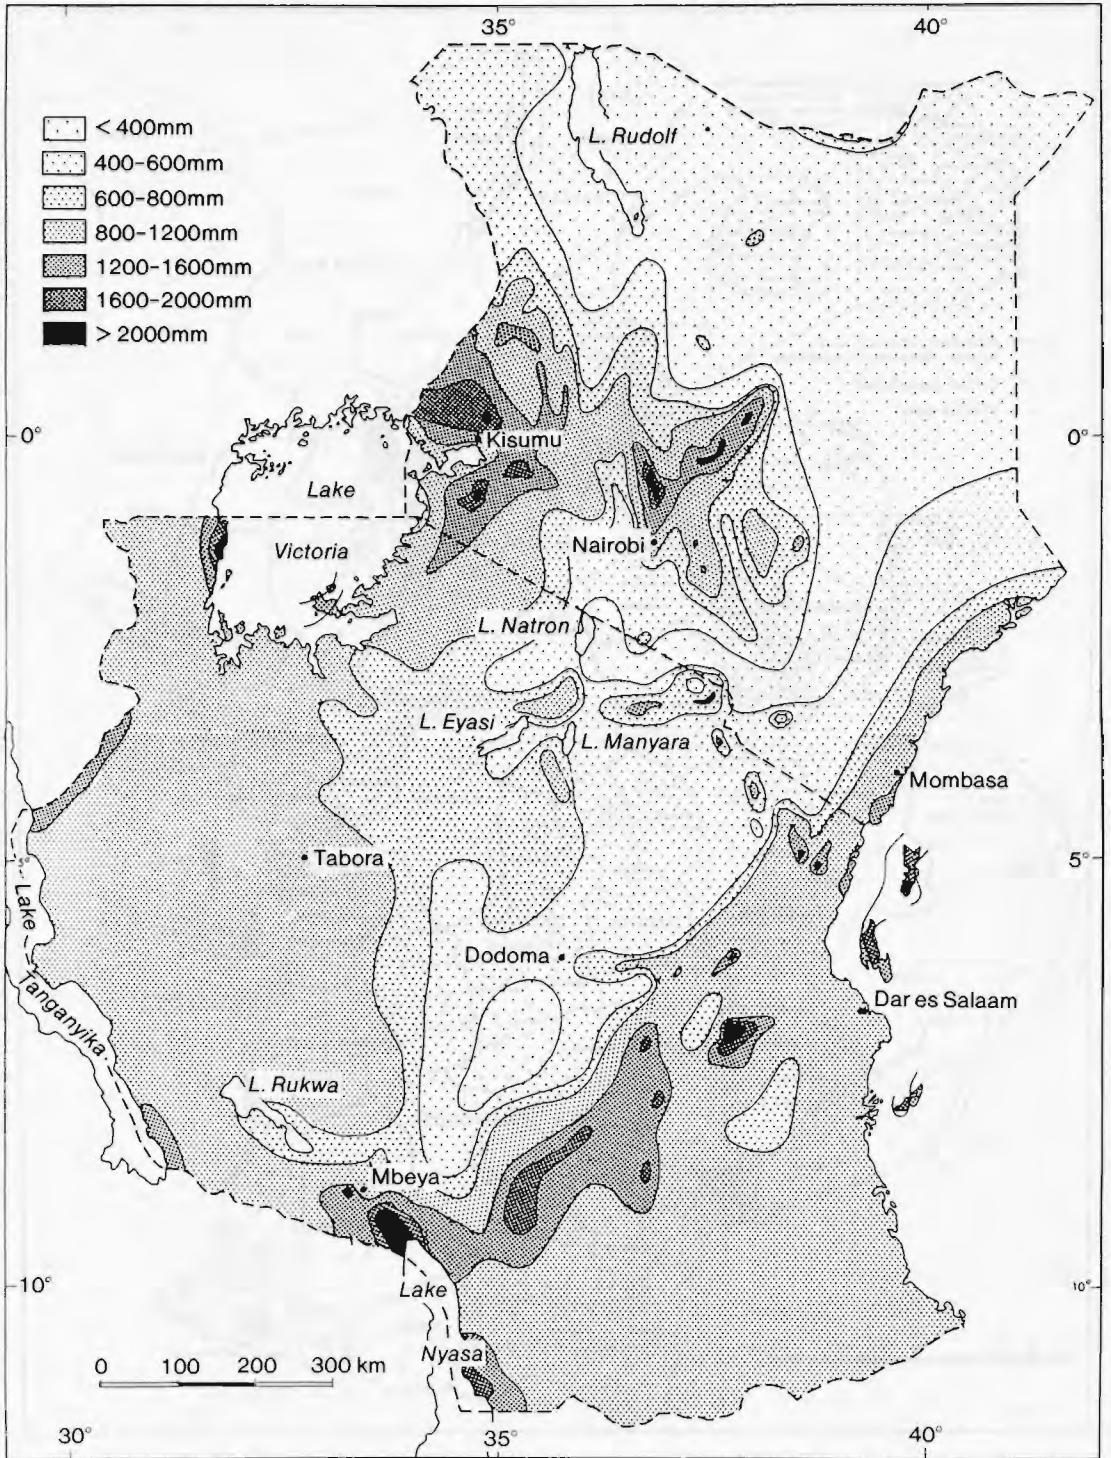 35°
40°
< 400mm
400-600mm
600-800mm
800-1200mm
1200-1600mm
1600-2000mm
> 2000mm
L. Rudolf
0°
Kisumu
0°
Lake
Victoria
Nairobi
L. Natron
L. Eyasi
L. Manyara
Mombasa
Tabora
5°
Lake
Tanganyika
Dodoma
Dar es Salaam
L. Rukwa
Mbeya
10°
Lake
10°
Nyasa
0 100 200 300 km
30°
35°
40°